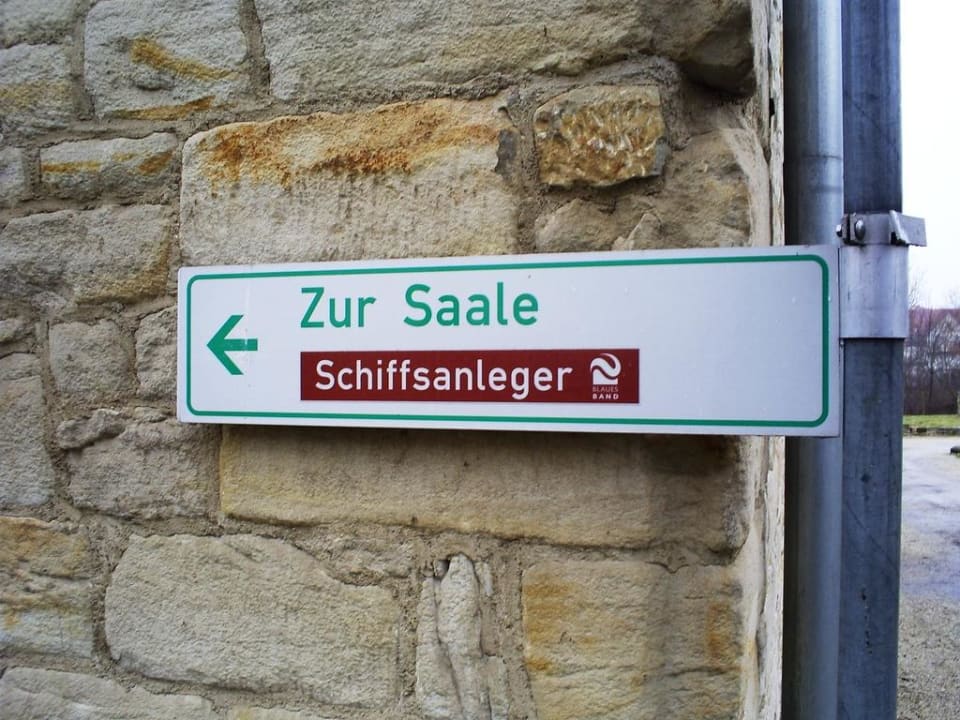 Zur Saale
Schiffsanleger
BLAUES
BAND